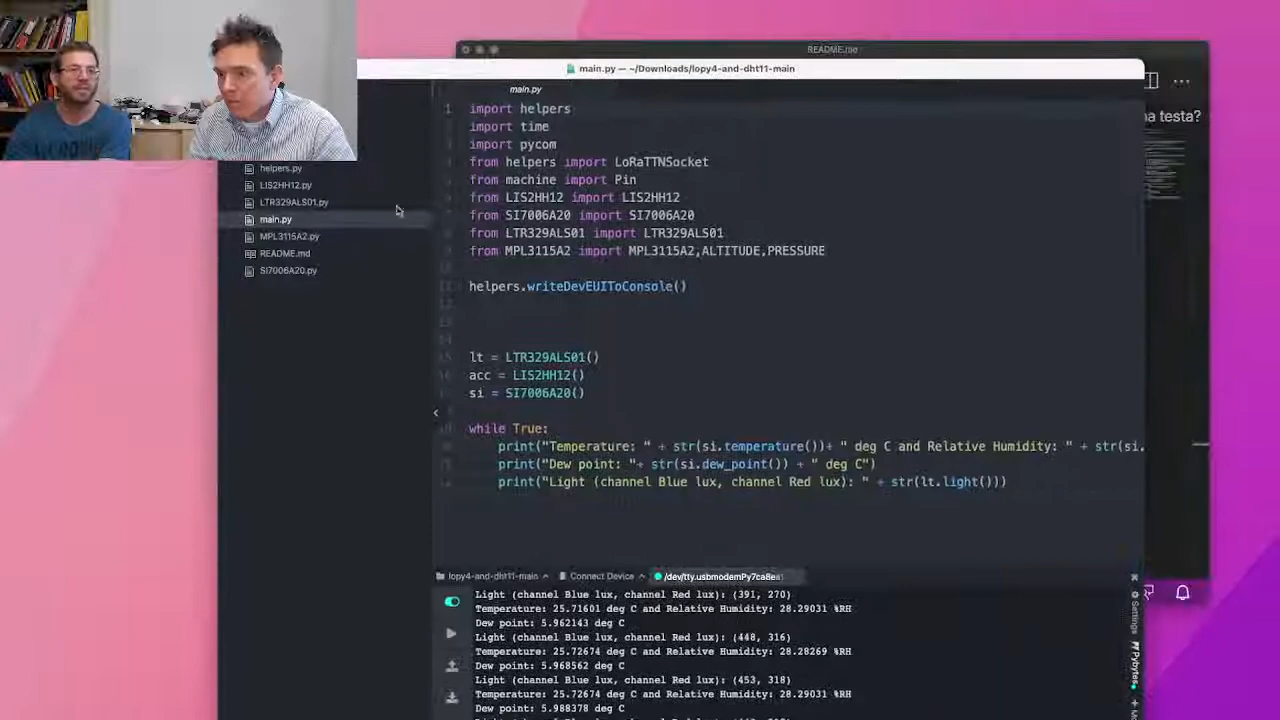 README.md
main.py — ~/Downloads/lopy4-and-dht11-main
na testa?
main.py
helpers.py
LIS2HH12.py
LTR329ALS01.py
main.py
MPL3115A2.py
README.md
SI7006A20.py
1 import helpers
import time
import pycom
from helpers import LoRaTTNSocket
from machine import Pin
from LIS2HH12 import LIS2HH12
from SI7006A20 import SI7006A20
from LTR329ALS01 import LTR329ALS01
from MPL3115A2 import MPL3115A2,ALTITUDE,PRESSURE
helpers.writeDevEUIToConsole()
lt = LTR329ALS01()
acc = LIS2HH12()
si = SI7006A20()
while True:
print("Temperature: " + str(si.temperature())+ " deg C and Relative Humidity: " + str(si.
print("Dew point: "+ str(si.dew_point()) + " deg C")
print("Light (channel Blue lux, channel Red lux): " + str(lt.light()))
lopy4-and-dht11-main Connect Device /dev/tty.usbmodemPy7ca8ea1
Light (channel Blue lux, channel Red lux): (391, 270)
Temperature: 25.71601 deg C and Relative Humidity: 28.29031 %RH
Dew point: 5.962143 deg C
Light (channel Blue lux, channel Red lux): (448, 316)
Temperature: 25.72674 deg C and Relative Humidity: 28.28269 %RH
Dew point: 5.968562 deg C
Light (channel Blue lux, channel Red lux): (453, 318)
Temperature: 25.72674 deg C and Relative Humidity: 28.29031 %RH
Dew point: 5.988378 deg C
Settings
Pybytes